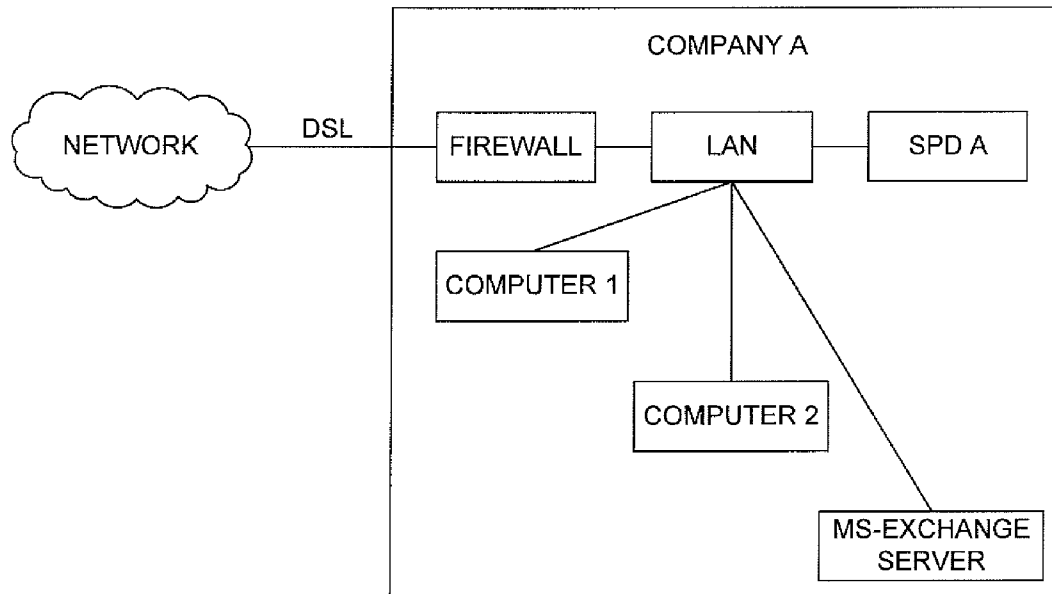 COMPANY A
NETWORK
DSL
FIREWALL
LAN
SPD A
COMPUTER 1
COMPUTER 2
MS-EXCHANGE
SERVER